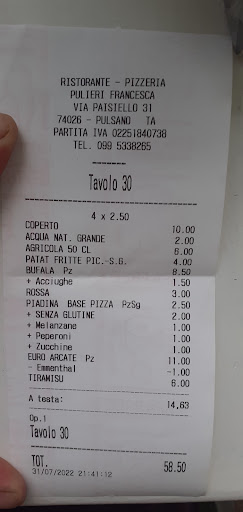 RISTORANTE - PIZZERIA
PULIERI FRANCESCA
VIA PAISIELLO 31
74026 - PULSANO TA
PARTITA IVA 02251840738
TEL. 099 5338265
Tavolo 30
4 x 2.50
COPERTO 10.00
ACQUA NAT. GRANDE 2.00
AGRICOLA 50 CL 6.00
PATAT FRITTE PIC.-S.G. 4.00
BUFALA Pz 8.50
+ Acciughe 1.50
ROSSA 3.00
PIADINA BASE PIZZA PzSg 2.50
+ SENZA GLUTINE 2.00
+ Melanzane 1.00
+ Peperoni 1.00
+ Zucchine 1.00
EURO ARCATE Pz 11.00
- Emmenthal -1.00
TIRAMISU 6.00
A testa: 14,63
Op.1
Tavolo 30
TOT. 58.50
31/07/2022 21:41:12